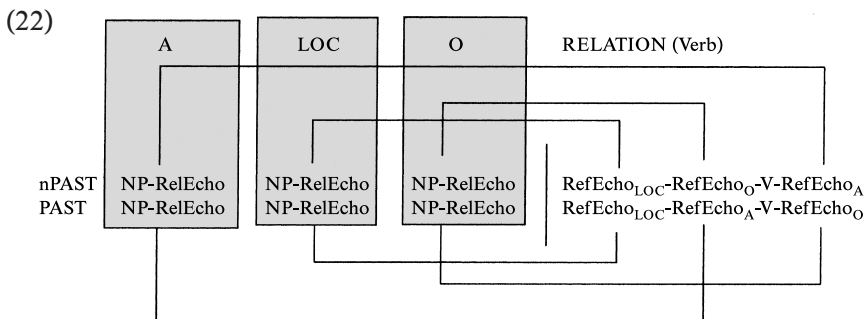 (22)
A LOC O RELATION (Verb)
nPAST NP-RelEcho NP-RelEcho NP-RelEcho RefEchoLOC-RefEchoO-V-RefEchoA
PAST NP-RelEcho NP-RelEcho NP-RelEcho RefEchoLOC-RefEchoA-V-RefEchoO